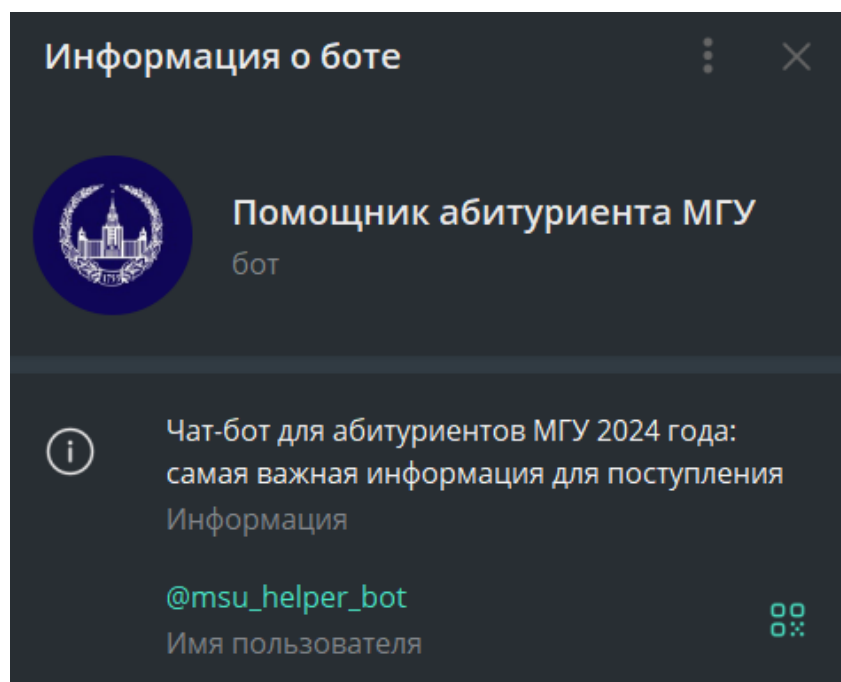 Информация о боте
Помощник абитуриента МГУ
бот
1755
Чат-бот для абитуриентов МГУ 2024 года:
самая важная информация для поступления
Информация
@msu_helper_bot
Имя пользователя